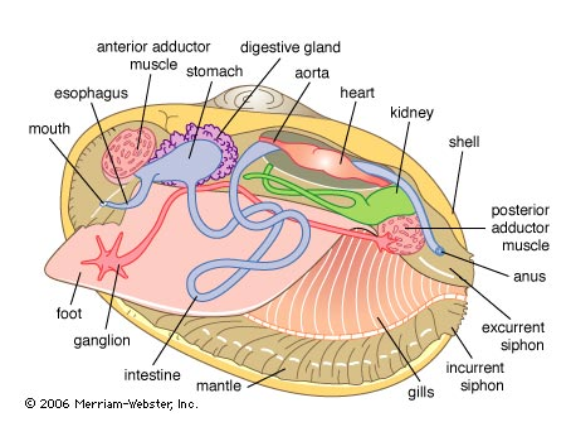 anterior adductor
muscle
digestive gland
stomach
aorta
esophagus
heart
kidney
mouth
shell
posterior
adductor
muscle
anus
foot
excurrent
siphon
ganglion
incurrent
siphon
intestine
mantle
gills
© 2006 Merriam-Webster, Inc.